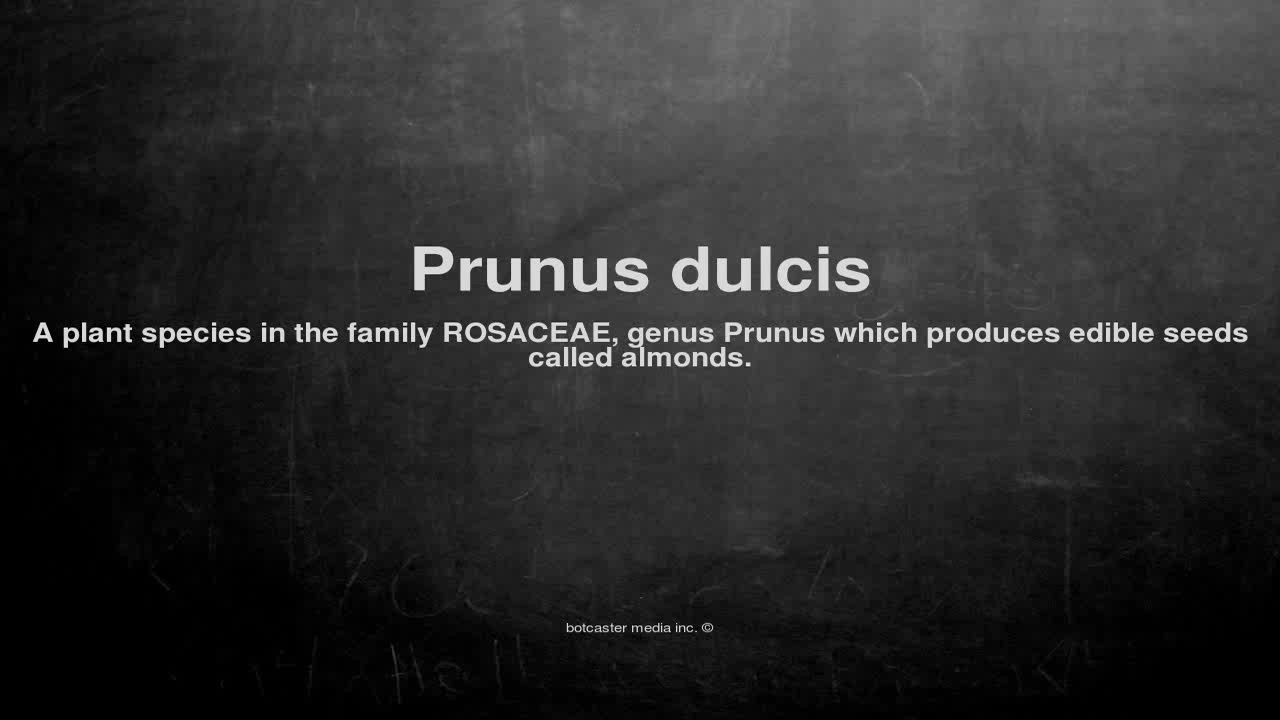 Prunus dulcis
A plant species in the family ROSACEAE, genus Prunus which produces edible seeds
called almonds.
botcaster media inc. ©